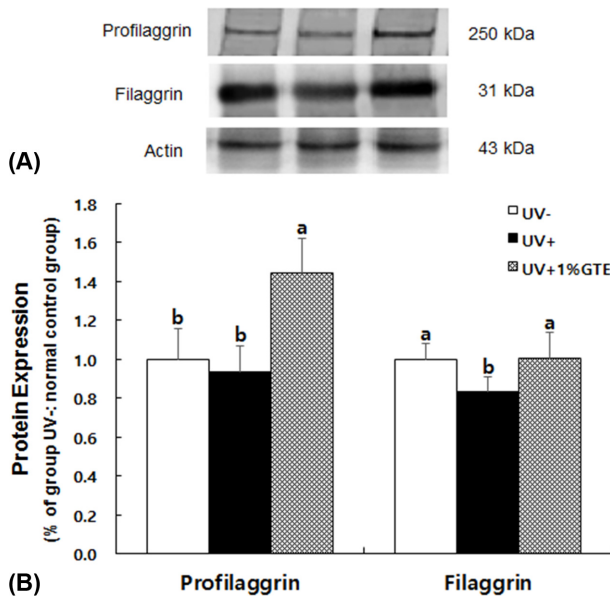 Profilaggrin 250 kDa
Filaggrin 31 kDa
Actin 43 kDa
(A)
1.8
1.6
1.4
1.2
1.0
0.8
0.6
0.4
0.2
0.0
Protein Expression
(% of group UV-: normal control group)
UV-
UV+
UV+1%GTE
b
b
a
a
b
a
Profilaggrin
Filaggrin
(B)